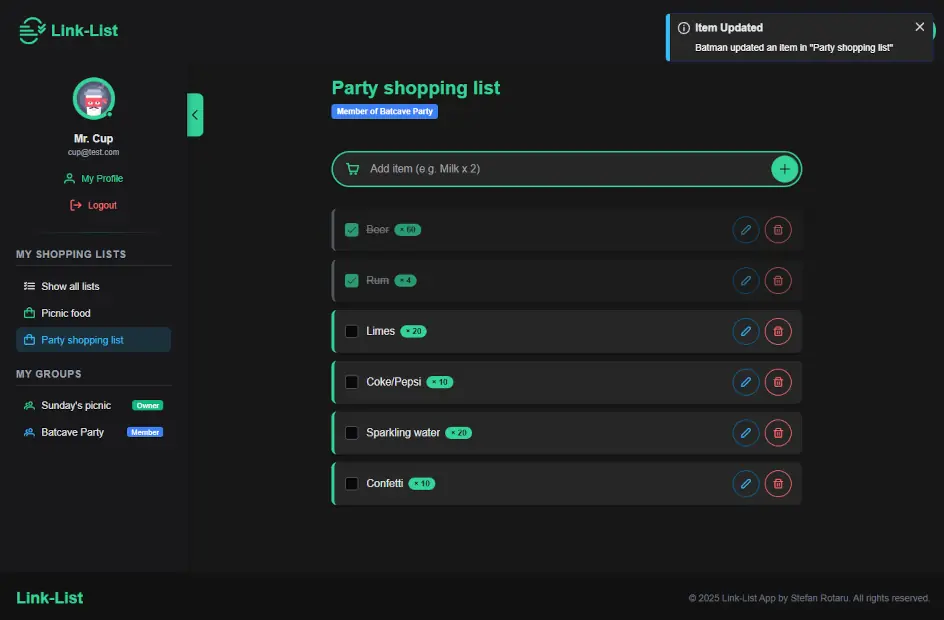 Link-List
Item Updated
Batman updated an item in "Party shopping list"
Mr. Cup
cup@test.com
My Profile
Logout
MY SHOPPING LISTS
Show all lists
Picnic food
Party shopping list
MY GROUPS
Sunday's picnic Owner
Batcave Party Member
Party shopping list
Member of Batcave Party
Add item (e.g. Milk x 2)
Beer × 60
Rum × 4
Limes × 20
Coke/Pepsi × 10
Sparkling water × 20
Confetti × 10
Link-List
© 2025 Link-List App by Stefan Rotaru. All rights reserved.